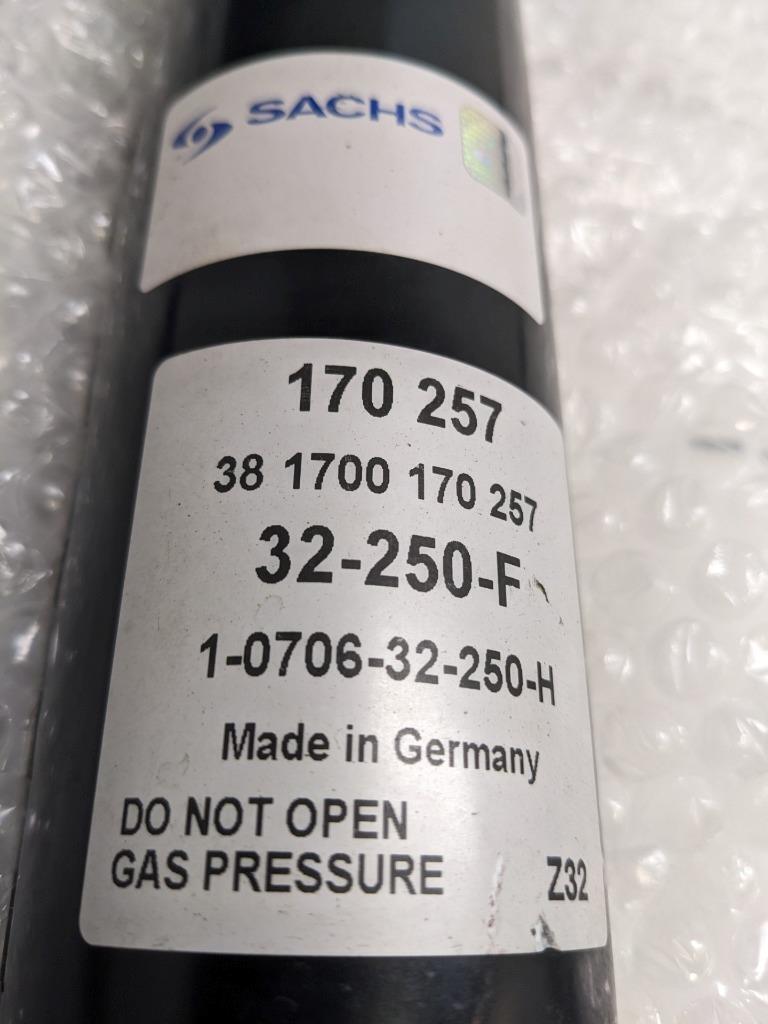 SACHS
170 257
38 1700 170 257
32-250-F
1-0706-32-250-H
Made in Germany
DO NOT OPEN
GAS PRESSURE Z32